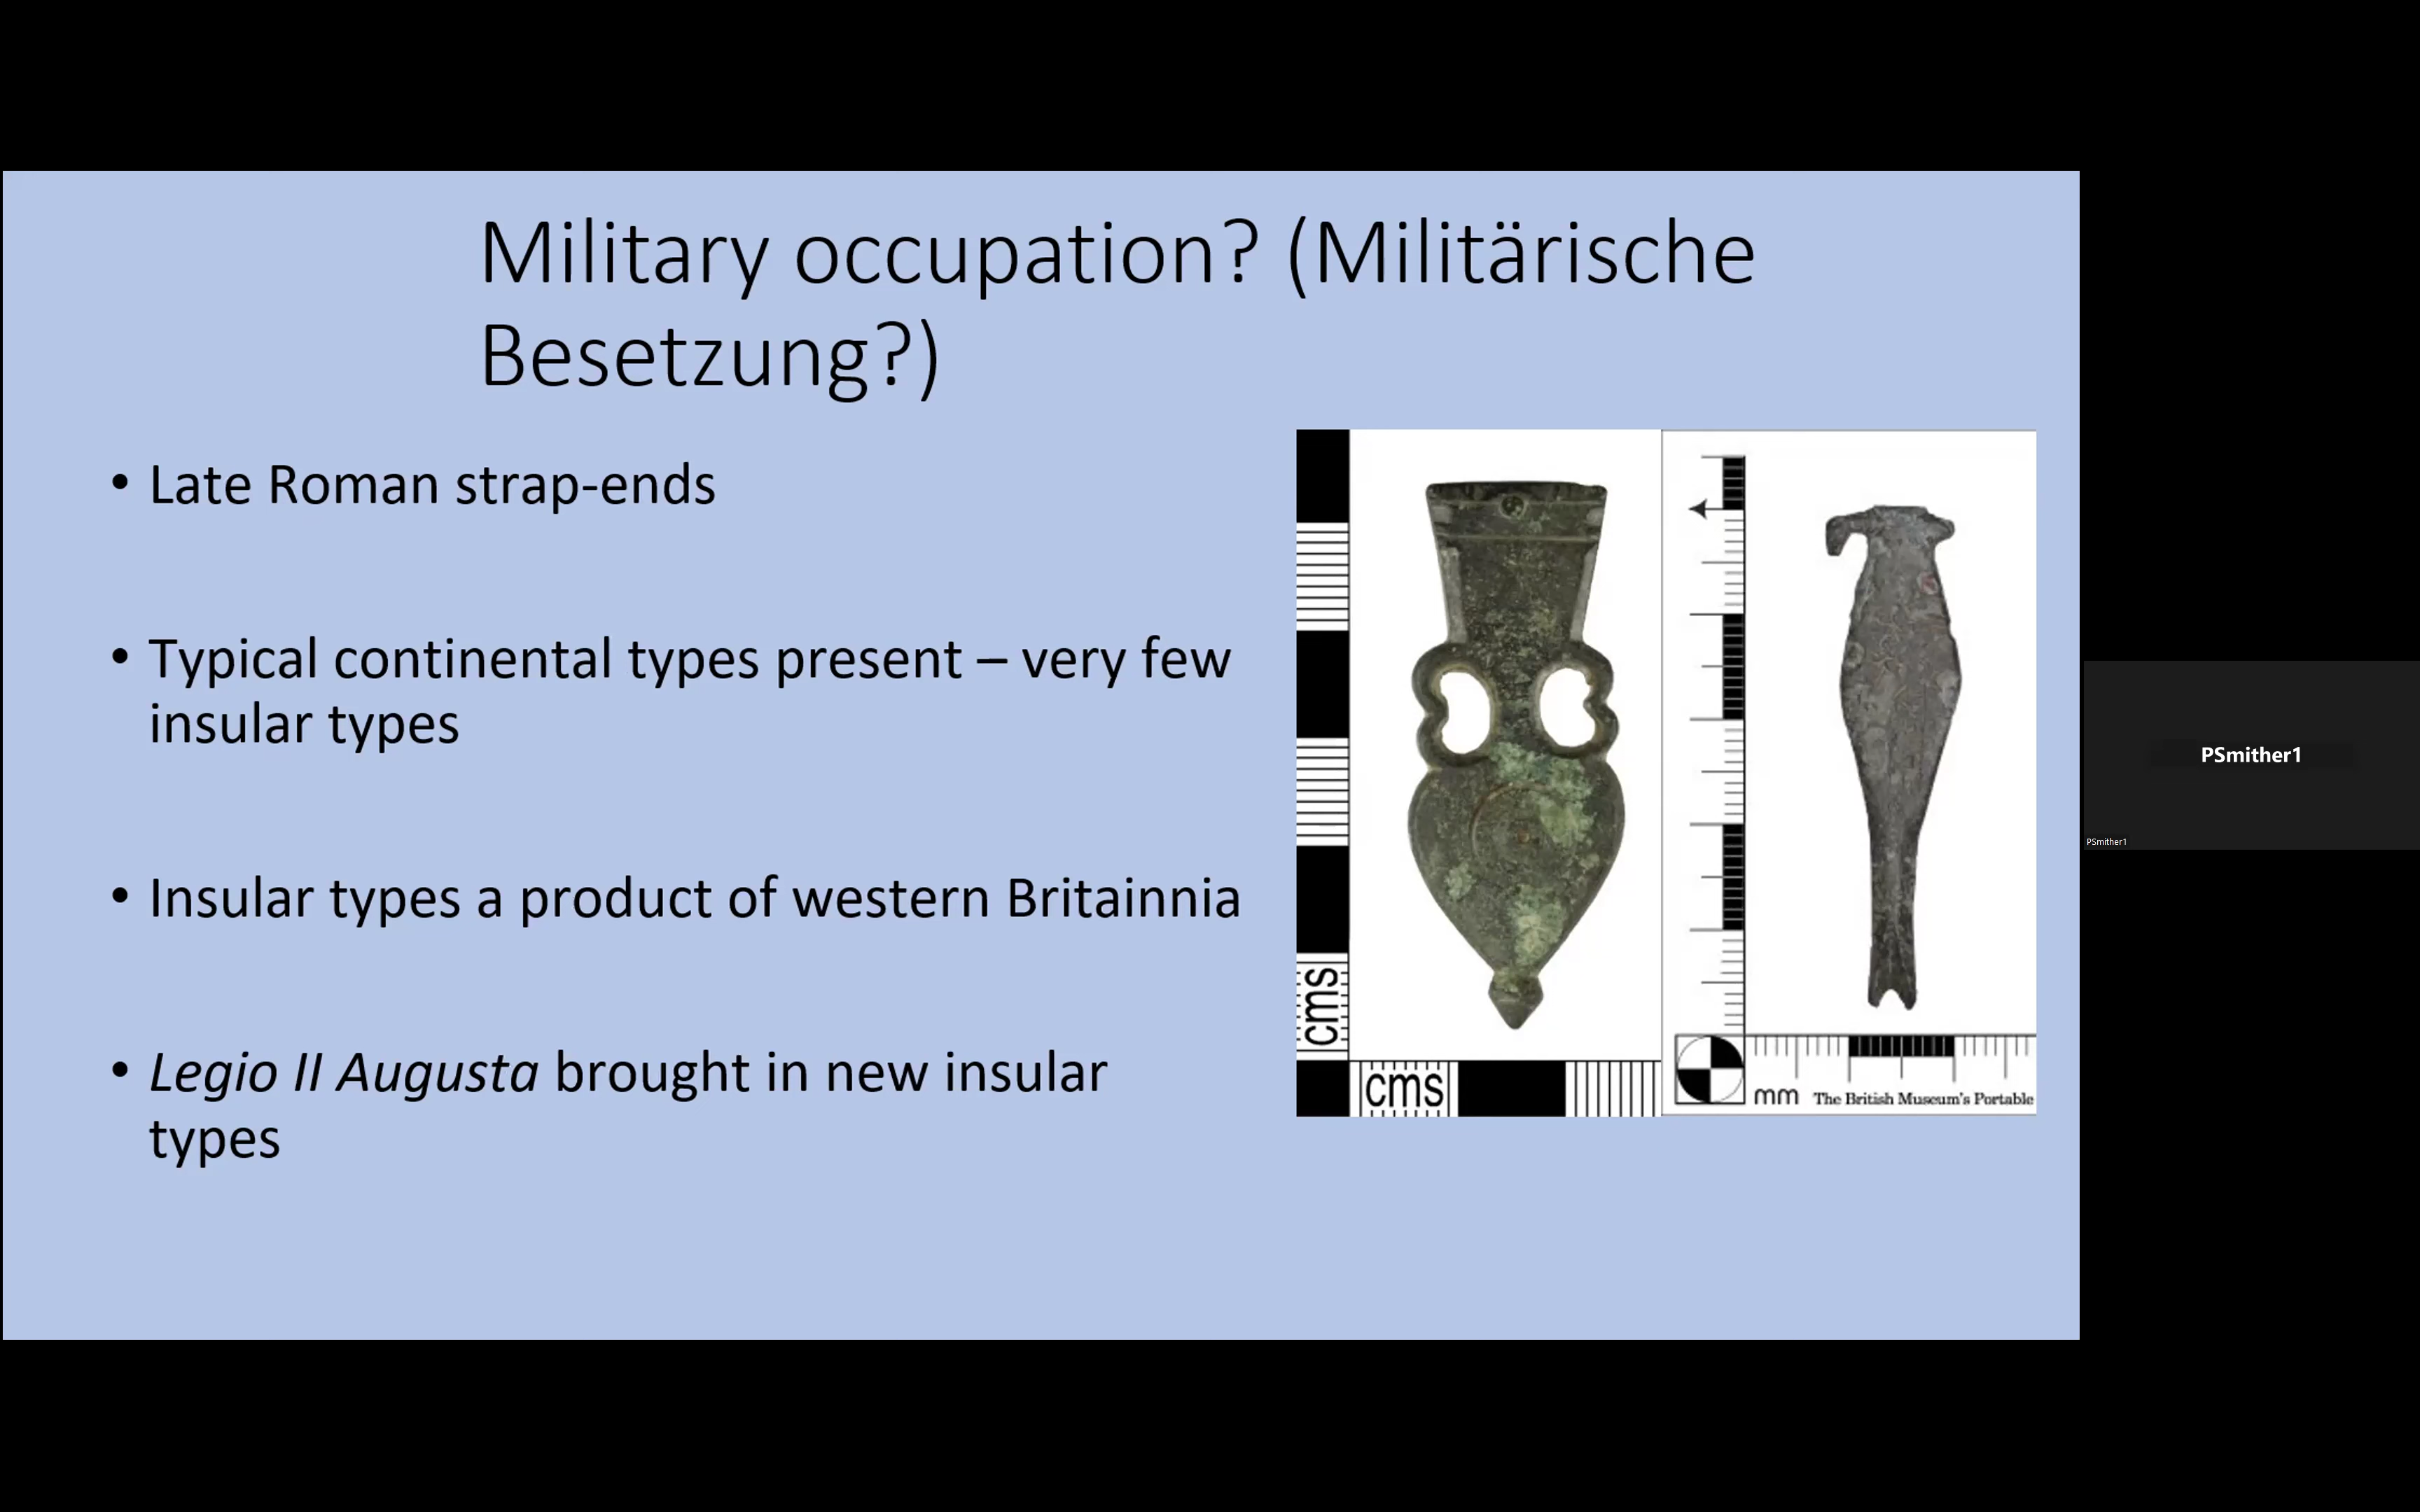 Military occupation? (Militärische
Besetzung?)
• Late Roman strap-ends
• Typical continental types present – very few
insular types
• Insular types a product of western Britainnia
• Legio II Augusta brought in new insular
types
cms
cms
mm The British Museum's Portable
PSmither1
PSmither1